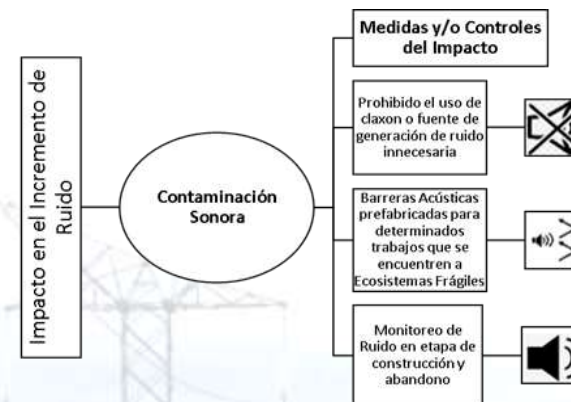 Impacto en el Incremento de
Ruido
Contaminación
Sonora
Medidas y/o Controles
del Impacto
Prohibido el uso de
claxon o fuente de
generación de ruido
innecesaria
Barreras Acústicas
prefabricadas para
determinados
trabajos que se
encuentren a
Ecosistemas Frágiles
Monitoreo de
Ruido en etapa de
construcción y
abandono